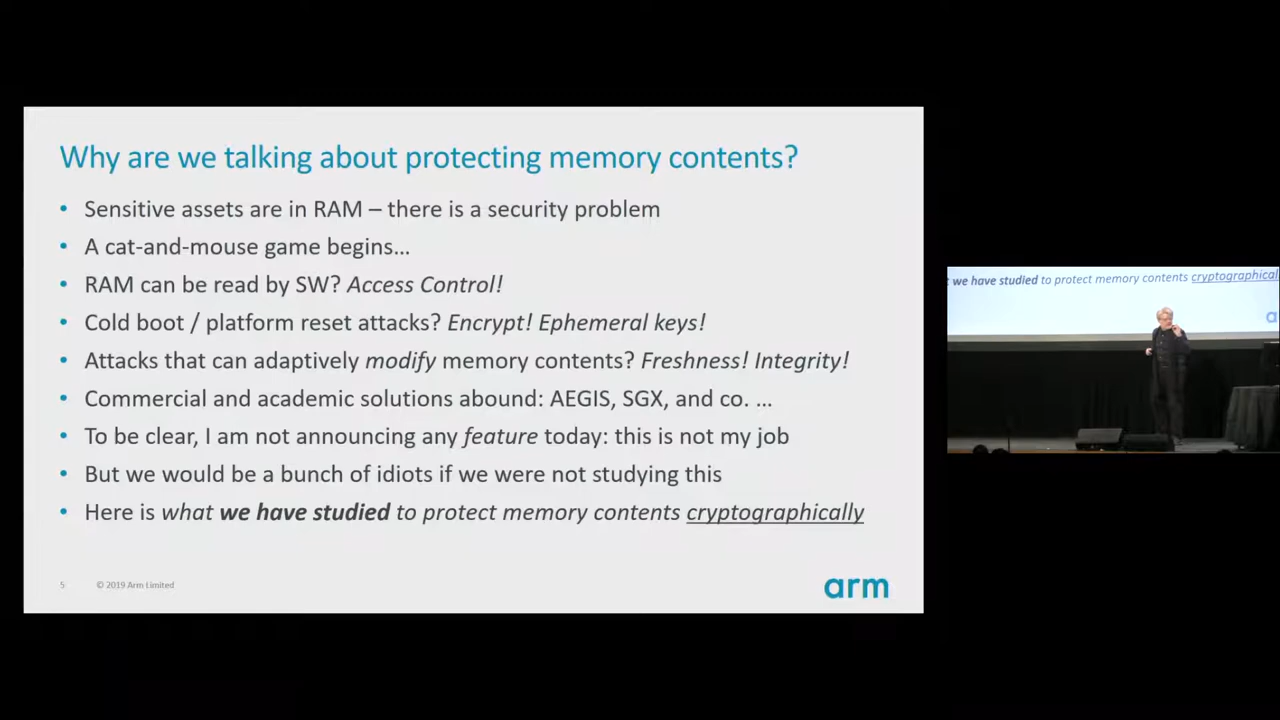 Why are we talking about protecting memory contents?
• Sensitive assets are in RAM – there is a security problem
• A cat-and-mouse game begins…
• RAM can be read by SW? Access Control!
• Cold boot / platform reset attacks? Encrypt! Ephemeral keys!
• Attacks that can adaptively modify memory contents? Freshness! Integrity!
• Commercial and academic solutions abound: AEGIS, SGX, and co. …
• To be clear, I am not announcing any feature today: this is not my job
• But we would be a bunch of idiots if we were not studying this
• Here is what we have studied to protect memory contents cryptographically
5 © 2019 Arm Limited
arm
we have studied to protect memory contents cryptographical
a